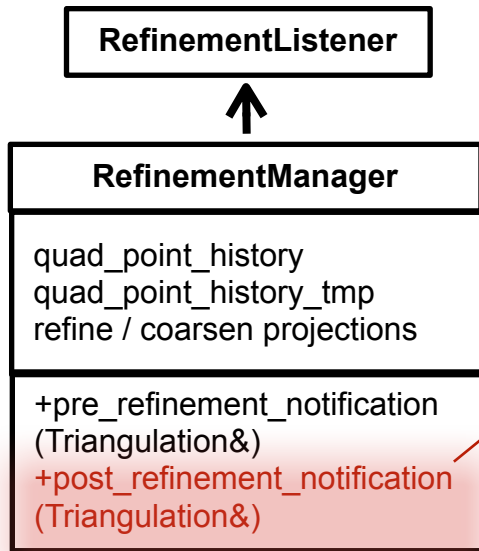 RefinementListener
RefinementManager
quad_point_history
quad_point_history_tmp
refine / coarsen projections
+pre_refinement_notification
(Triangulation&)
+post_refinement_notification
(Triangulation&)